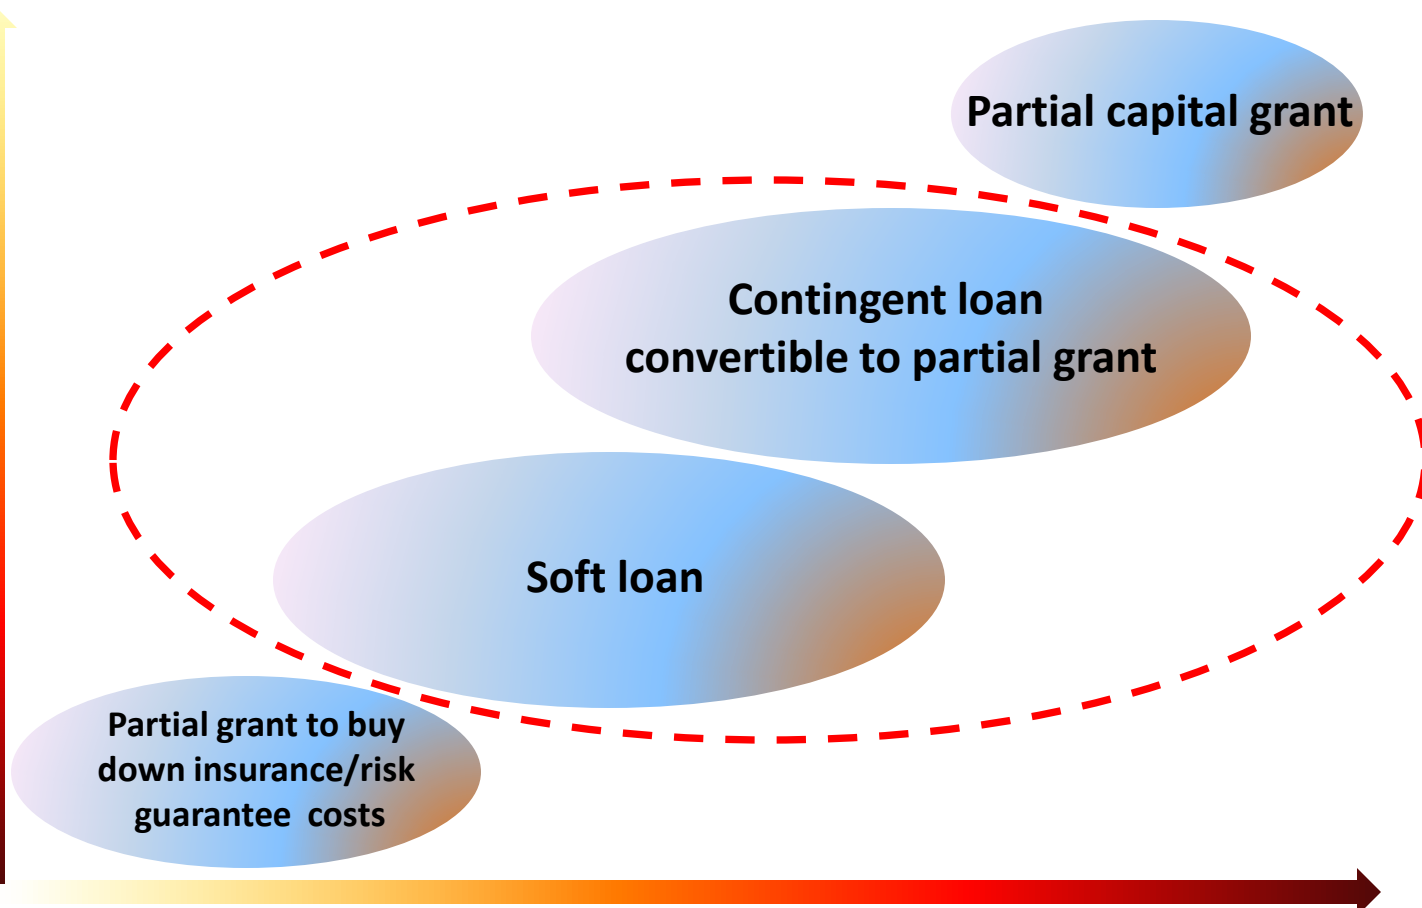 Partial capital grant
Contingent loan
convertible to partial grant
Soft loan
Partial grant to buy
down insurance/risk
guarantee  costs